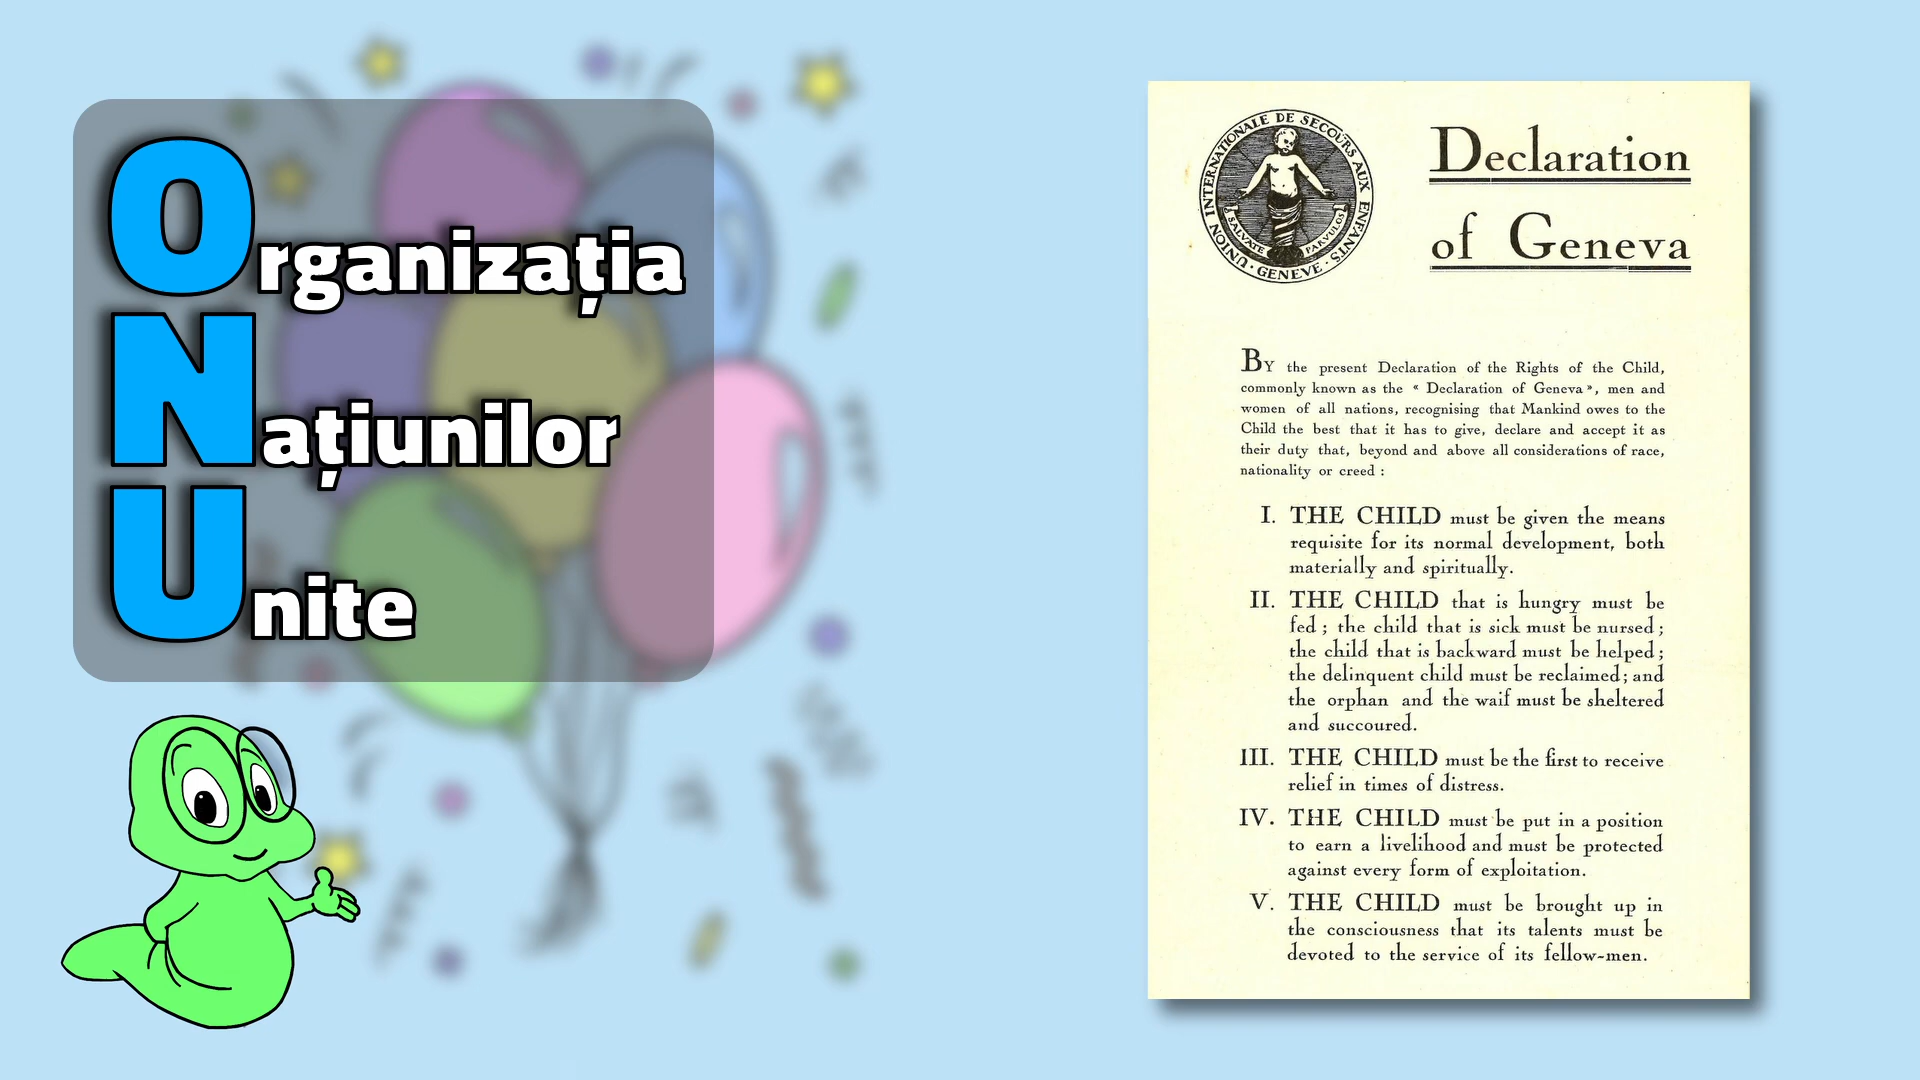 Organizația
Națiunilor
Unite
UNION INTERNATIONALE DE SECOURS AUX ENFANTS
· GENEVE ·
SALVATE PARVULOS
Declaration
of Geneva
BY the present Declaration of the Rights of the Child,
commonly known as the « Declaration of Geneva », men and
women of all nations, recognising that Mankind owes to the
Child the best that it has to give, declare and accept it as
their duty that, beyond and above all considerations of race,
nationality or creed :
I. THE CHILD must be given the means
requisite for its normal development, both
materially and spiritually.
II. THE CHILD that is hungry must be
fed ; the child that is sick must be nursed ;
the child that is backward must be helped ;
the delinquent child must be reclaimed ; and
the orphan and the waif must be sheltered
and succoured.
III. THE CHILD must be the first to receive
relief in times of distress.
IV. THE CHILD must be put in a position
to earn a livelihood and must be protected
against every form of exploitation.
V. THE CHILD must be brought up in
the consciousness that its talents must be
devoted to the service of its fellow-men.